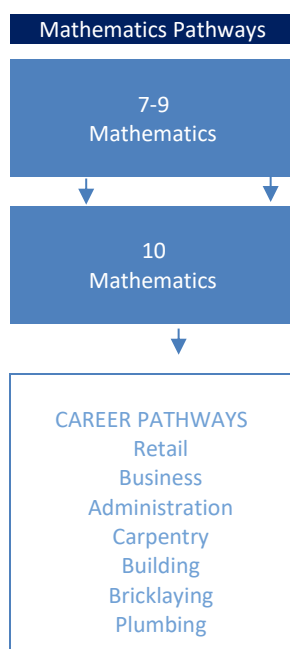 Mathematics Pathways
7-9
Mathematics
10
Mathematics
CAREER PATHWAYS
Retail
Business
Administration
Carpentry
Building
Bricklaying
Plumbing